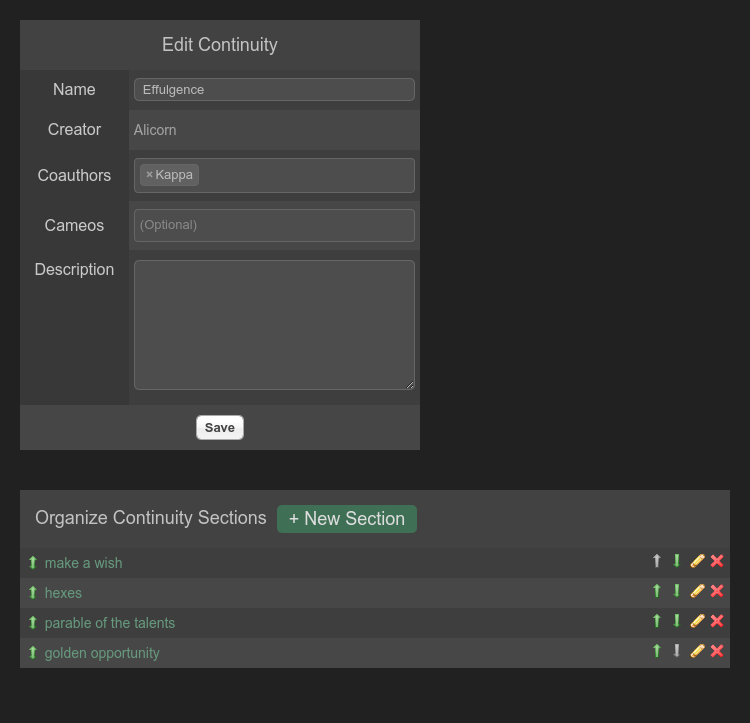 Edit Continuity
Name Effulgence
Creator Alicorn
Coauthors ×Kappa
Cameos (Optional)
Description
Save
Organize Continuity Sections + New Section
make a wish
hexes
parable of the talents
golden opportunity